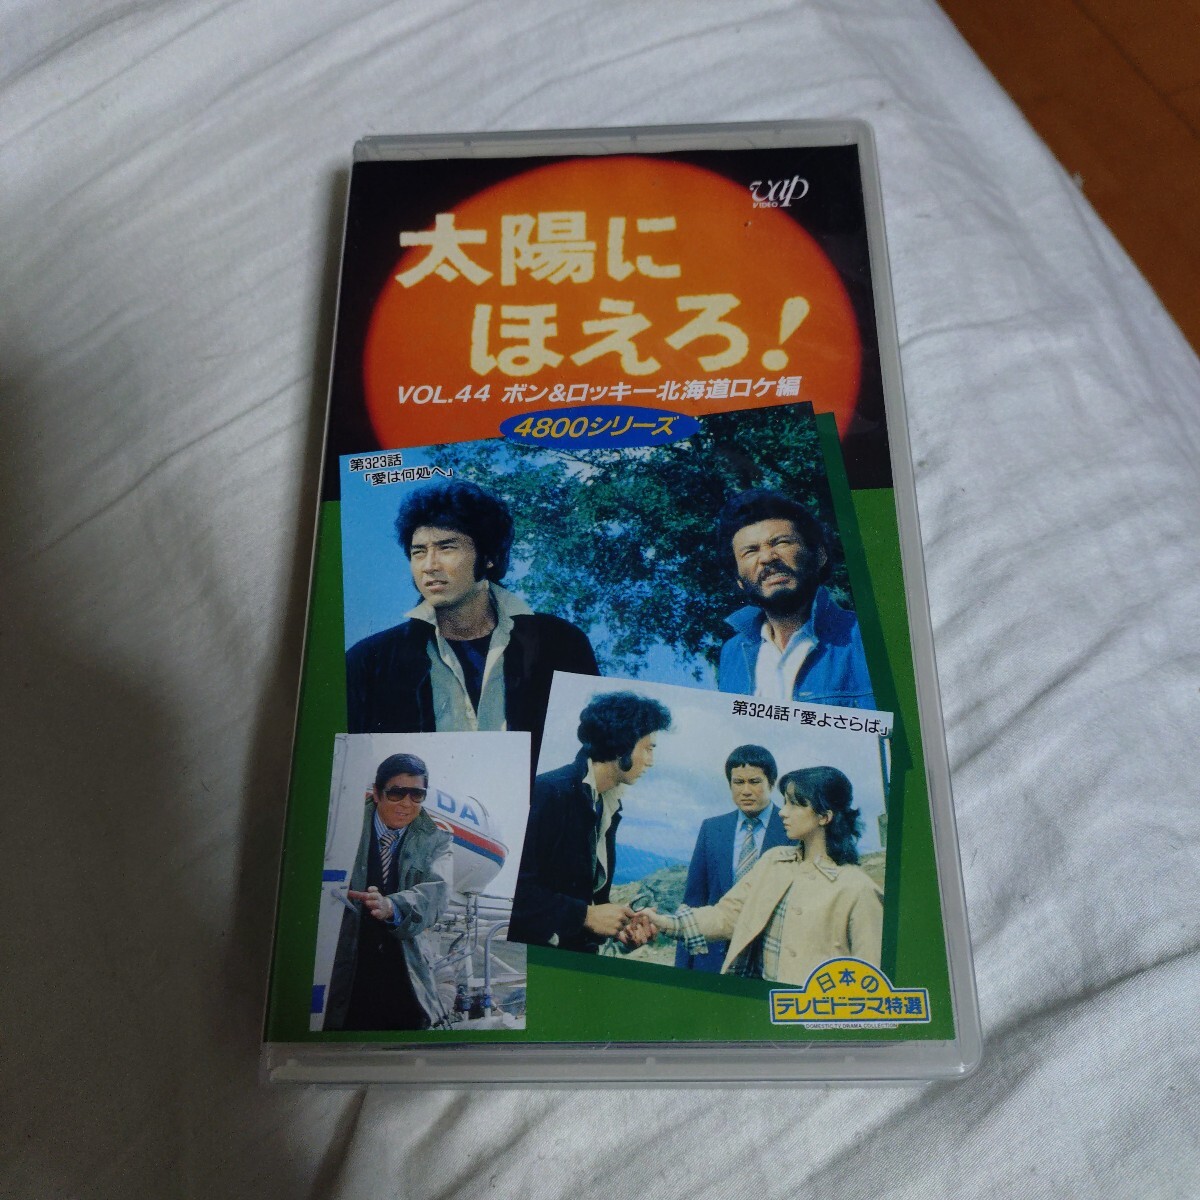 vap
VIDEO
太陽に
ほえろ!
VOL.44 ボン&ロッキー北海道ロケ編
4800シリーズ
第323話
「愛は何処へ」
第324話「愛よさらば」
DA
日本の
テレビドラマ特選
DOMESTIC TV DRAMA COLLECTION